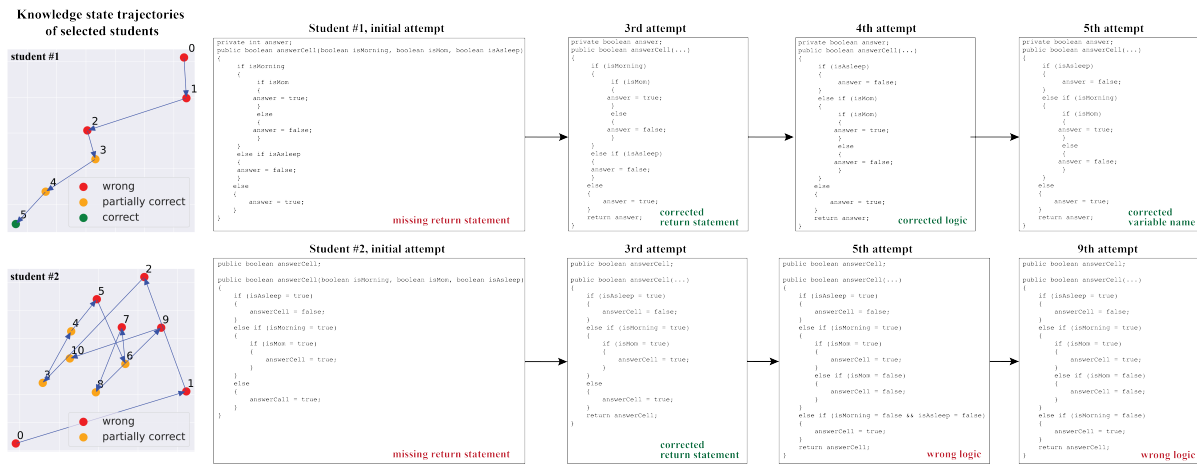 Knowledge state trajectories
of selected students
student #1
0
1
2
3
4
5
wrong
partially correct
correct
Student #1, initial attempt
private int answer;
public boolean answerCell(boolean isMorning, boolean isMom, boolean isAsleep)
{
if isMorning
{
if isMom
{
answer = true;
}
else
{
answer = false;
}
}
else if isAsleep
{
answer = false;
}
else
{
answer = true;
}
}
missing return statement
3rd attempt
private boolean answer;
public boolean answerCell(...)
{
if (isMorning)
{
if (isMom)
{
answer = true;
}
else
{
answer = false;
}
}
else if (isAsleep)
{
answer = false;
}
else
{
answer = true;
}
return answer;
}
corrected
return statement
4th attempt
private boolean answer;
public boolean answerCell(...)
{
if (isAsleep)
{
answer = false;
}
else if (isMom)
{
if (isMom)
{
answer = true;
}
else
{
answer = false;
}
}
else
{
answer = true;
}
return answer;
}
corrected logic
5th attempt
private boolean answer;
public boolean answerCell(...)
{
if (isAsleep)
{
answer = false;
}
else if (isMorning)
{
if (isMom)
{
answer = true;
}
else
{
answer = false;
}
}
else
{
answer = true;
}
return answer;
}
corrected
variable name
student #2
0
1
2
3
4
5
6
7
8
9
10
wrong
partially correct
Student #2, initial attempt
public boolean answerCell;
public boolean answerCell(boolean isMorning, boolean isMom, boolean isAsleep)
{
if (isAsleep = true)
{
answerCell = false;
}
else if (isMorning = true)
{
if (isMom = true)
{
answerCell = true;
}
}
else
{
answerCall = true;
}
}
missing return statement
3rd attempt
public boolean answerCell;
public boolean answerCell(...)
{
if (isAsleep = true)
{
answerCell = false;
}
else if (isMorning = true)
{
if (isMom = true)
{
answerCell = true;
}
}
else
{
answerCell = true;
}
return answerCell;
}
corrected
return statement
5th attempt
public boolean answerCell;
public boolean answerCell(...)
{
if (isAsleep = true)
{
answerCell = false;
}
else if (isMorning = true)
{
if (isMom = true)
{
answerCell = true;
}
else if (isMom = false)
{
answerCell = false;
}
}
else if (isMorning = false && isAsleep = false)
{
answerCell = true;
}
return answerCell;
}
wrong logic
9th attempt
public boolean answerCell;
public boolean answerCell(...)
{
if (isAsleep = true)
{
answerCell = false;
}
else if (isMorning = true)
{
if (isMom = true)
{
answerCell = true;
}
else if (isMom = false)
{
answerCell = false;
}
}
else if (isMorning = false)
{
answerCell = true;
}
return answerCell;
}
wrong logic